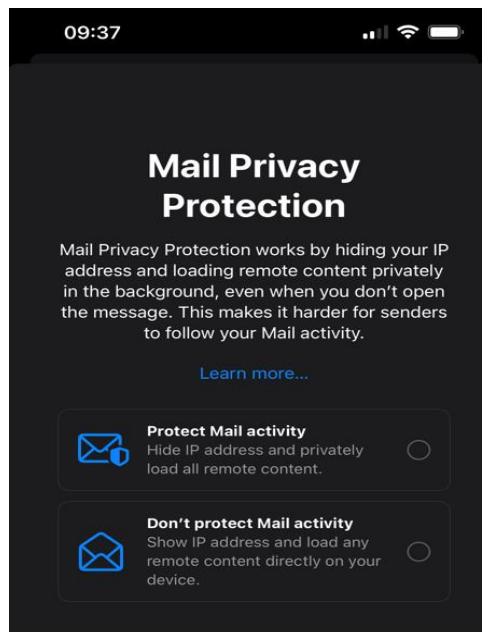 09:37
Mail Privacy
Protection
Mail Privacy Protection works by hiding your IP
address and loading remote content privately
in the background, even when you don’t open
the message. This makes it harder for senders
to follow your Mail activity.
Learn more...
Protect Mail activity
Hide IP address and privately
load all remote content.
Don’t protect Mail activity
Show IP address and load any
remote content directly on your
device.